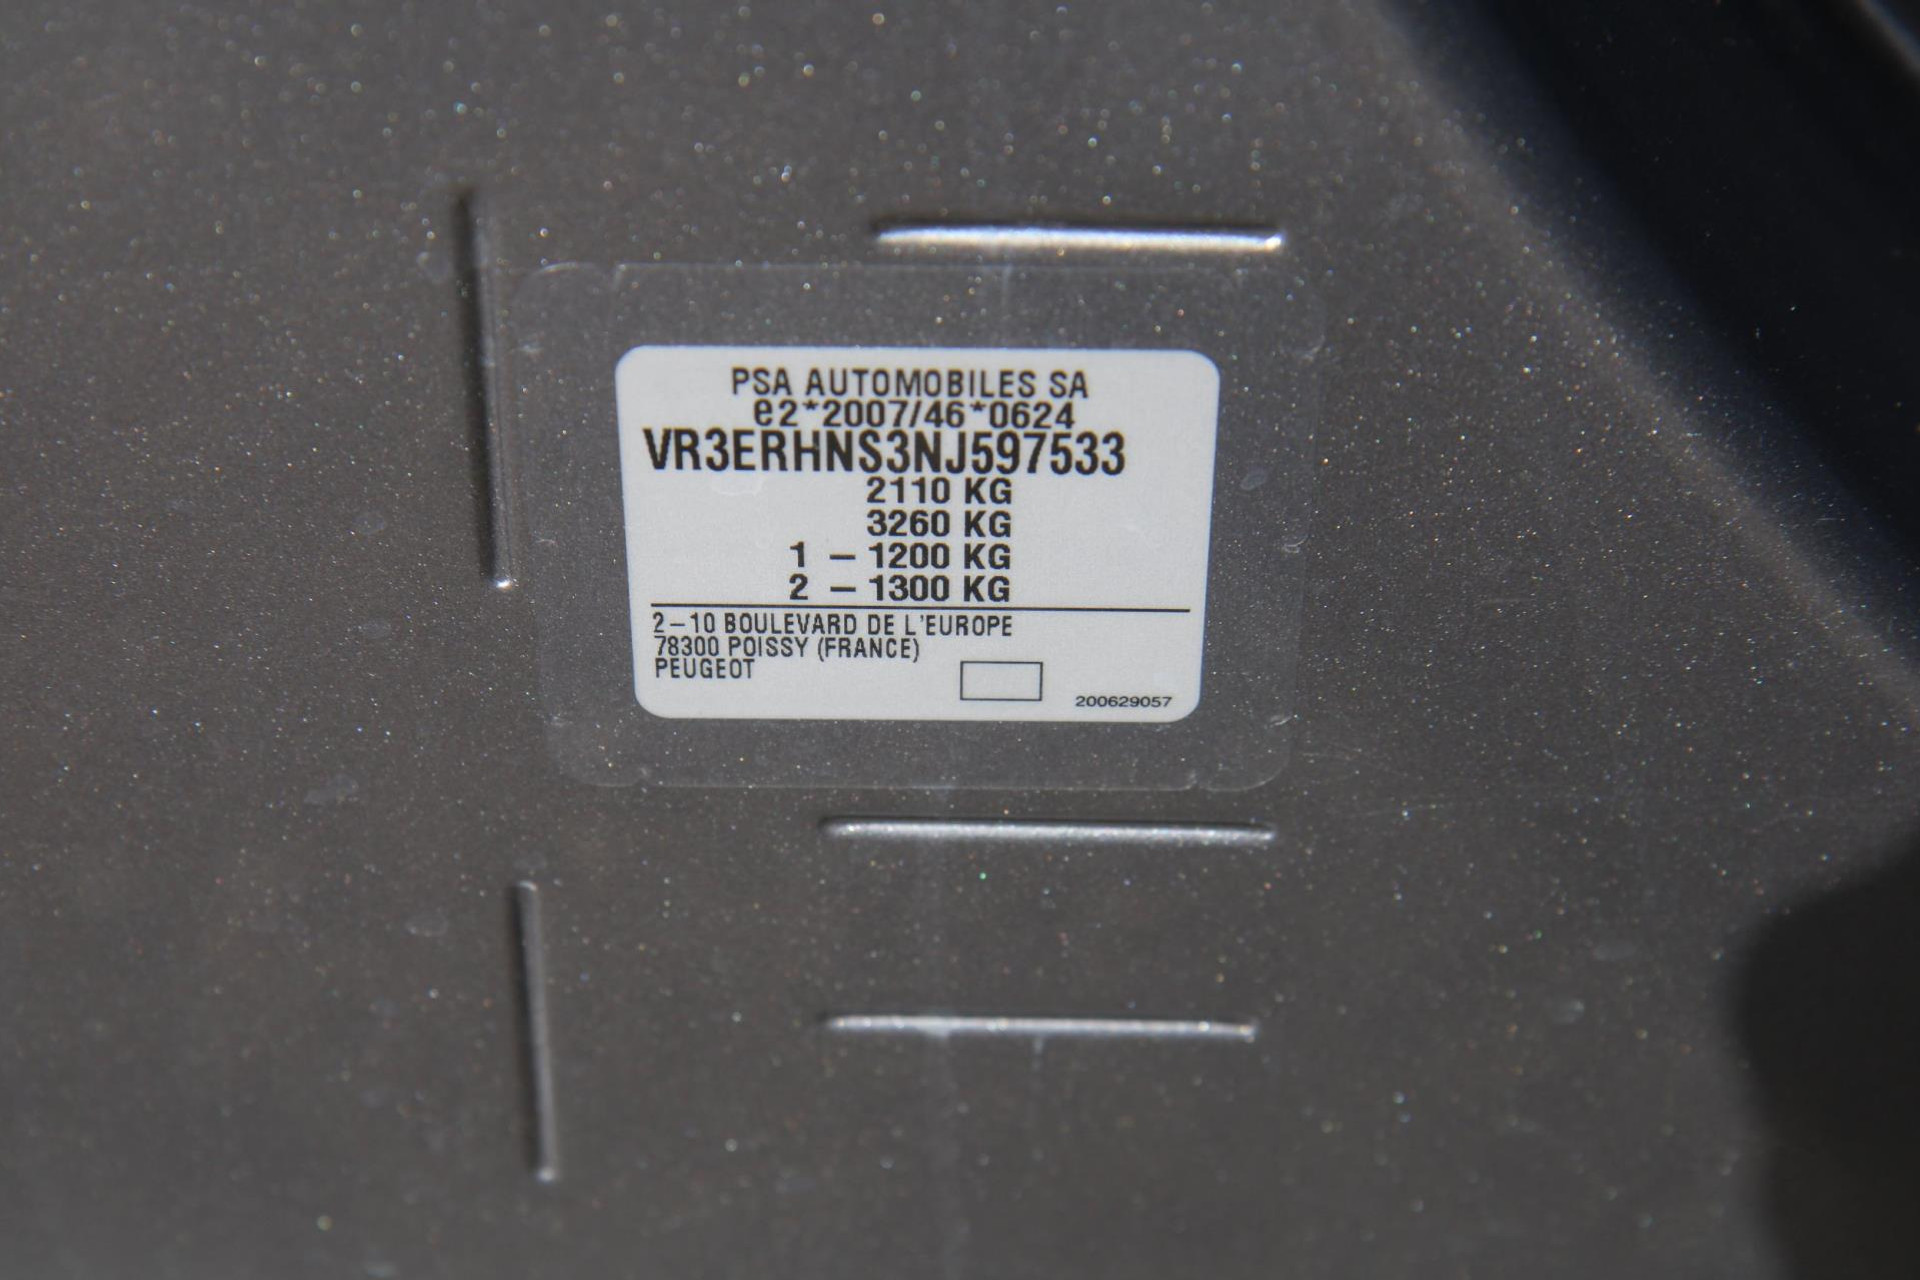 PSA AUTOMOBILES SA
e2*2007/46*0624
VR3ERHNS3NJ597533
2110 KG
3260 KG
1 – 1200 KG
2 – 1300 KG
2–10 BOULEVARD DE L'EUROPE
78300 POISSY (FRANCE)
PEUGEOT
200629057